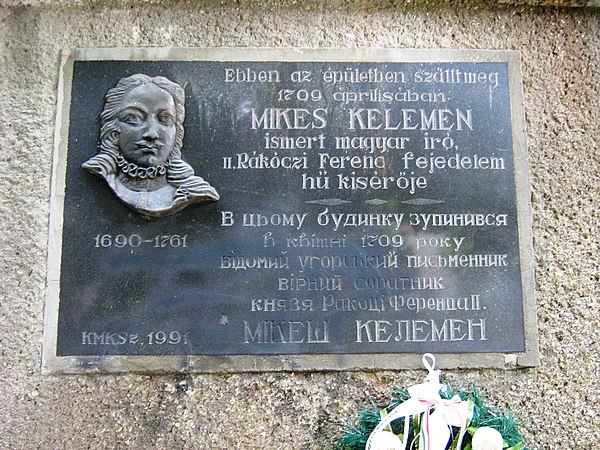 Ebben az épületben szállt meg
1709 áprilisában
MIKES KELEMEN
ismert magyar író,
II. Rákóczi Ferenc fejedelem
hű kísérője
В цьому будинку зупинився
в квітні 1709 року
відомий угорський письменник
вірний соратник
князя Ракоці Ференца II.
МІКЕШ КЕЛЕМЕН
1690-1761
KMKSz, 1991